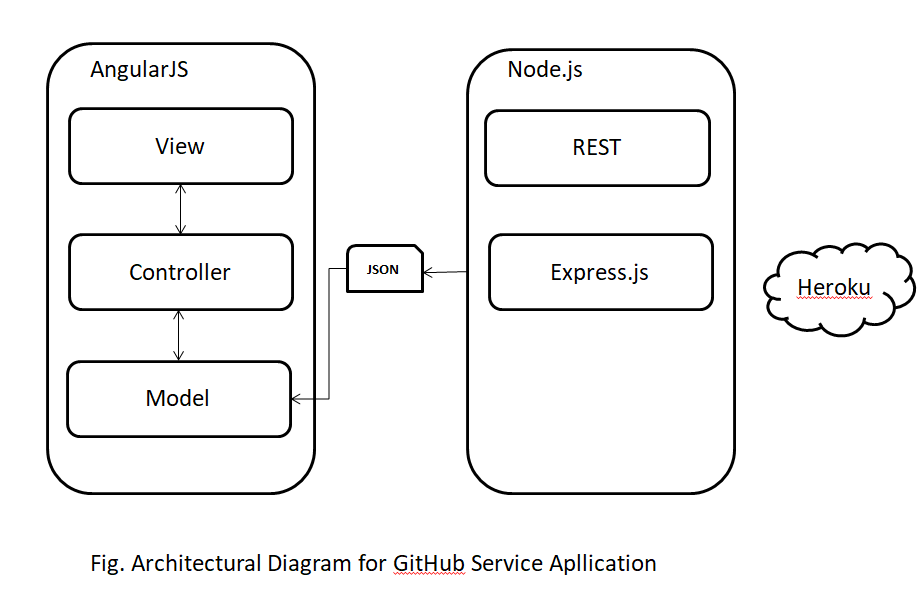 AngularJS
View
Controller
Model
JSON
Node.js
REST
Express.js
Heroku
Fig. Architectural Diagram for GitHub Service Apllication